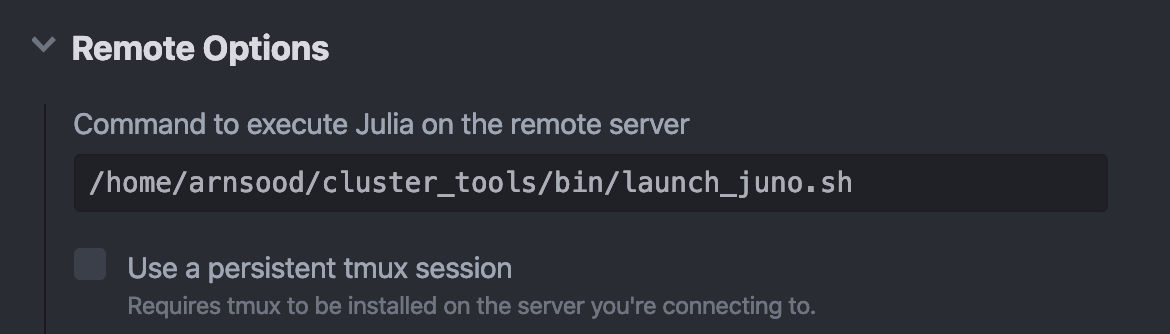 Remote Options
Command to execute Julia on the remote server
/home/arnsood/cluster_tools/bin/launch_juno.sh
Use a persistent tmux session
Requires tmux to be installed on the server you're connecting to.